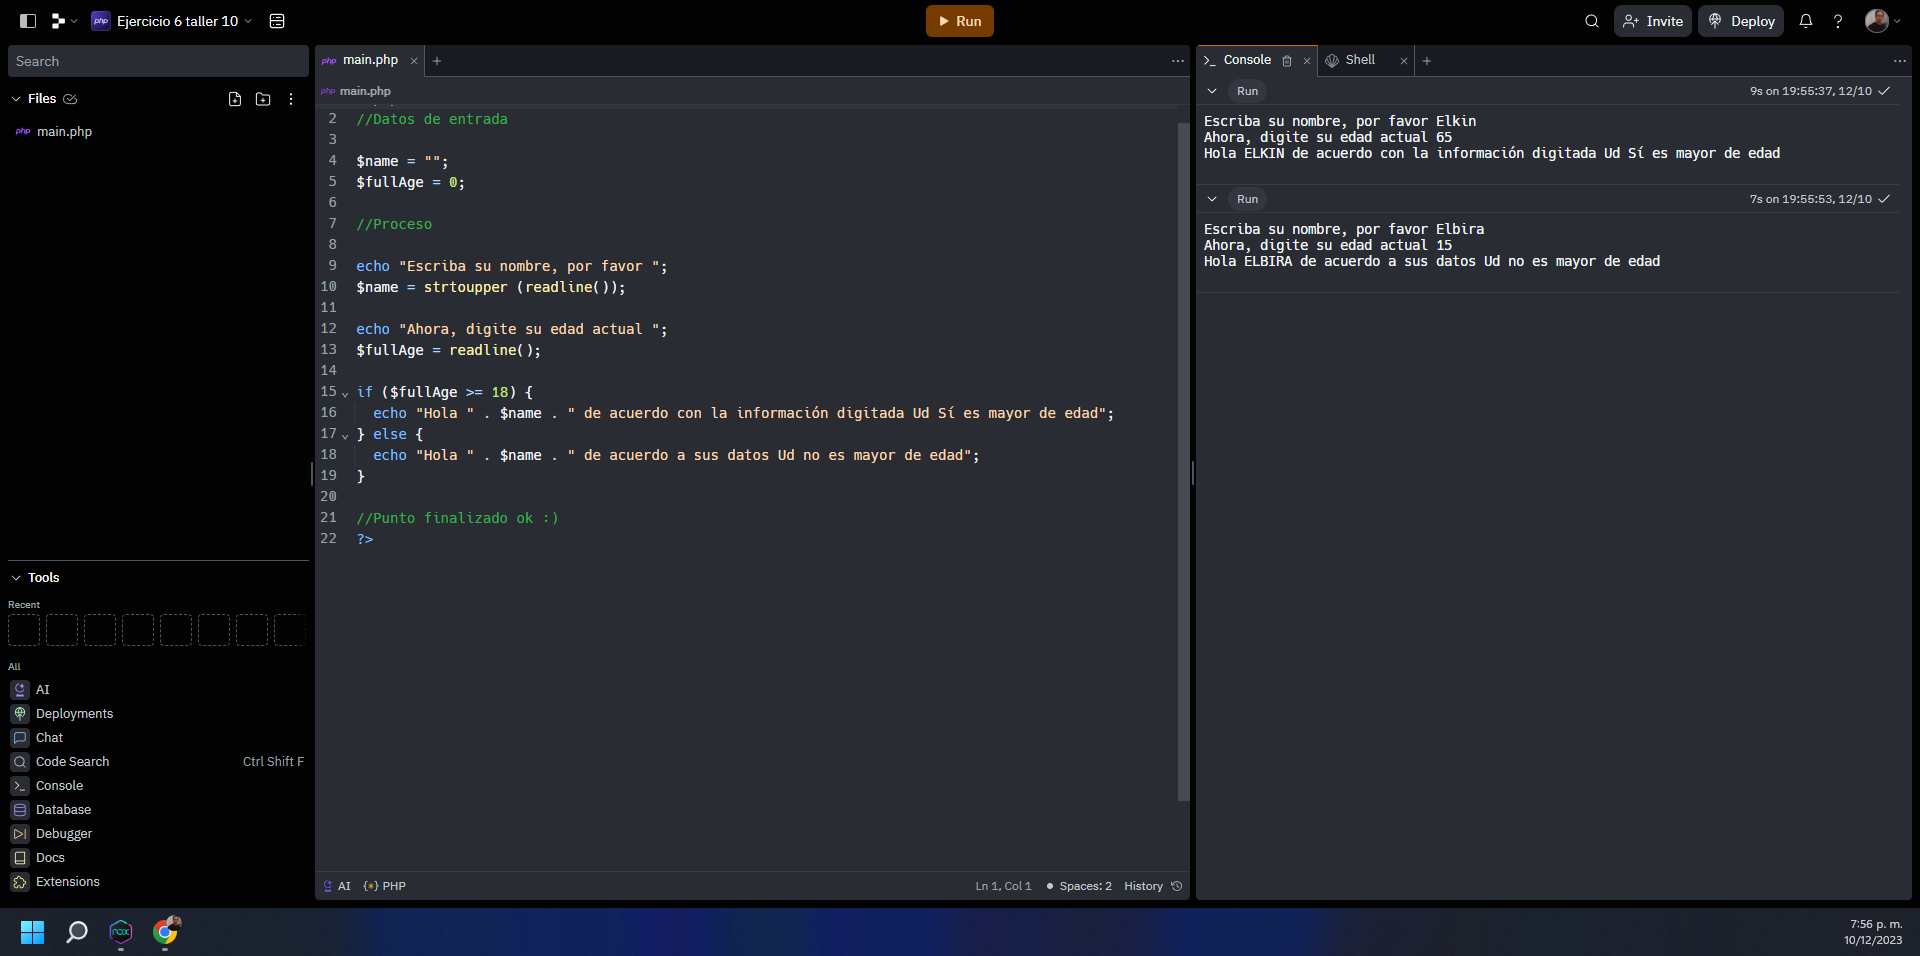 php Ejercicio 6 taller 10
Run
Invite
Deploy
Search
Files
php main.php
php main.php
php main.php
2 //Datos de entrada
3
4 $name = "";
5 $fullAge = 0;
6
7 //Proceso
8
9 echo "Escriba su nombre, por favor ";
10 $name = strtoupper (readline());
11
12 echo "Ahora, digite su edad actual ";
13 $fullAge = readline();
14
15 if ($fullAge >= 18) {
16 echo "Hola " . $name . " de acuerdo con la información digitada Ud Sí es mayor de edad";
17 } else {
18 echo "Hola " . $name . " de acuerdo a sus datos Ud no es mayor de edad";
19 }
20
21 //Punto finalizado ok :)
22 ?>
Console
Shell
Run 9s on 19:55:37, 12/10
Escriba su nombre, por favor Elkin
Ahora, digite su edad actual 65
Hola ELKIN de acuerdo con la información digitada Ud Sí es mayor de edad
Run 7s on 19:55:53, 12/10
Escriba su nombre, por favor Elbira
Ahora, digite su edad actual 15
Hola ELBIRA de acuerdo a sus datos Ud no es mayor de edad
Tools
Recent
All
AI
Deployments
Chat
Code Search Ctrl Shift F
Console
Database
Debugger
Docs
Extensions
AI PHP
Ln 1, Col 1 Spaces: 2 History
nox
7:56 p. m.
10/12/2023